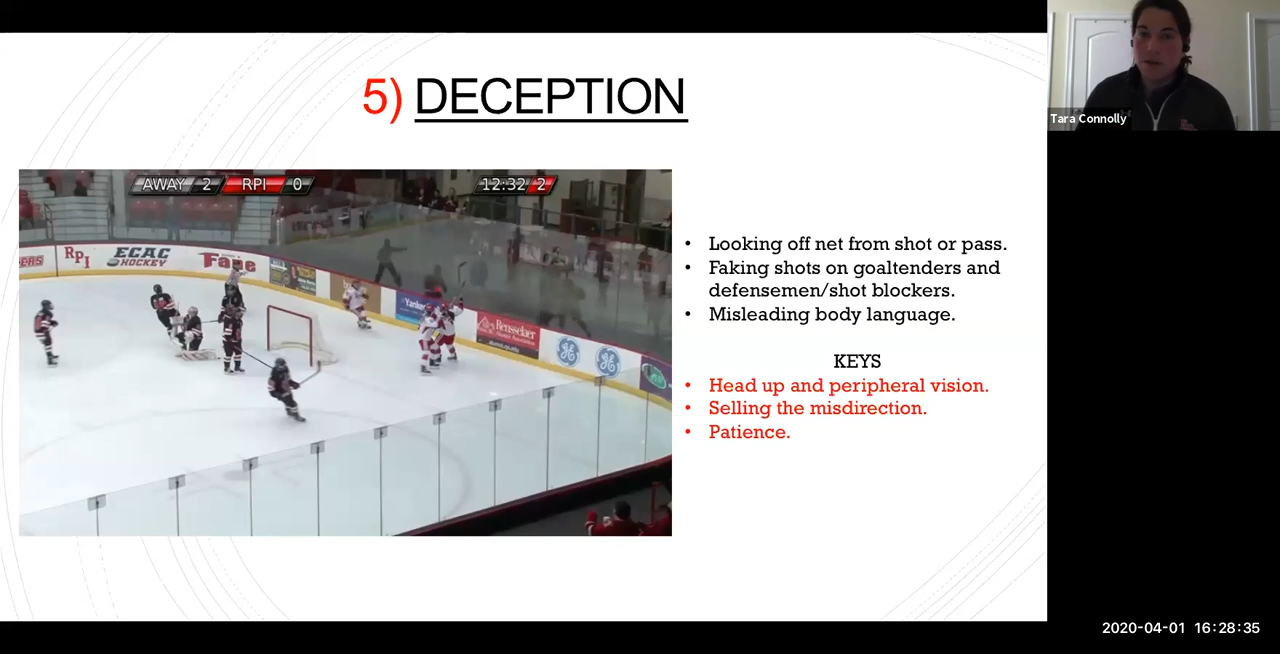 5) DECEPTION
Tara Connolly
AWAY 2 RPI 0 12:32 2
RPI ECAC HOCKEY Fane
Yankee
Rensselaer
• Looking off net from shot or pass.
• Faking shots on goaltenders and
defensemen/shot blockers.
• Misleading body language.
KEYS
• Head up and peripheral vision.
• Selling the misdirection.
• Patience.
2020-04-01 16:28:35